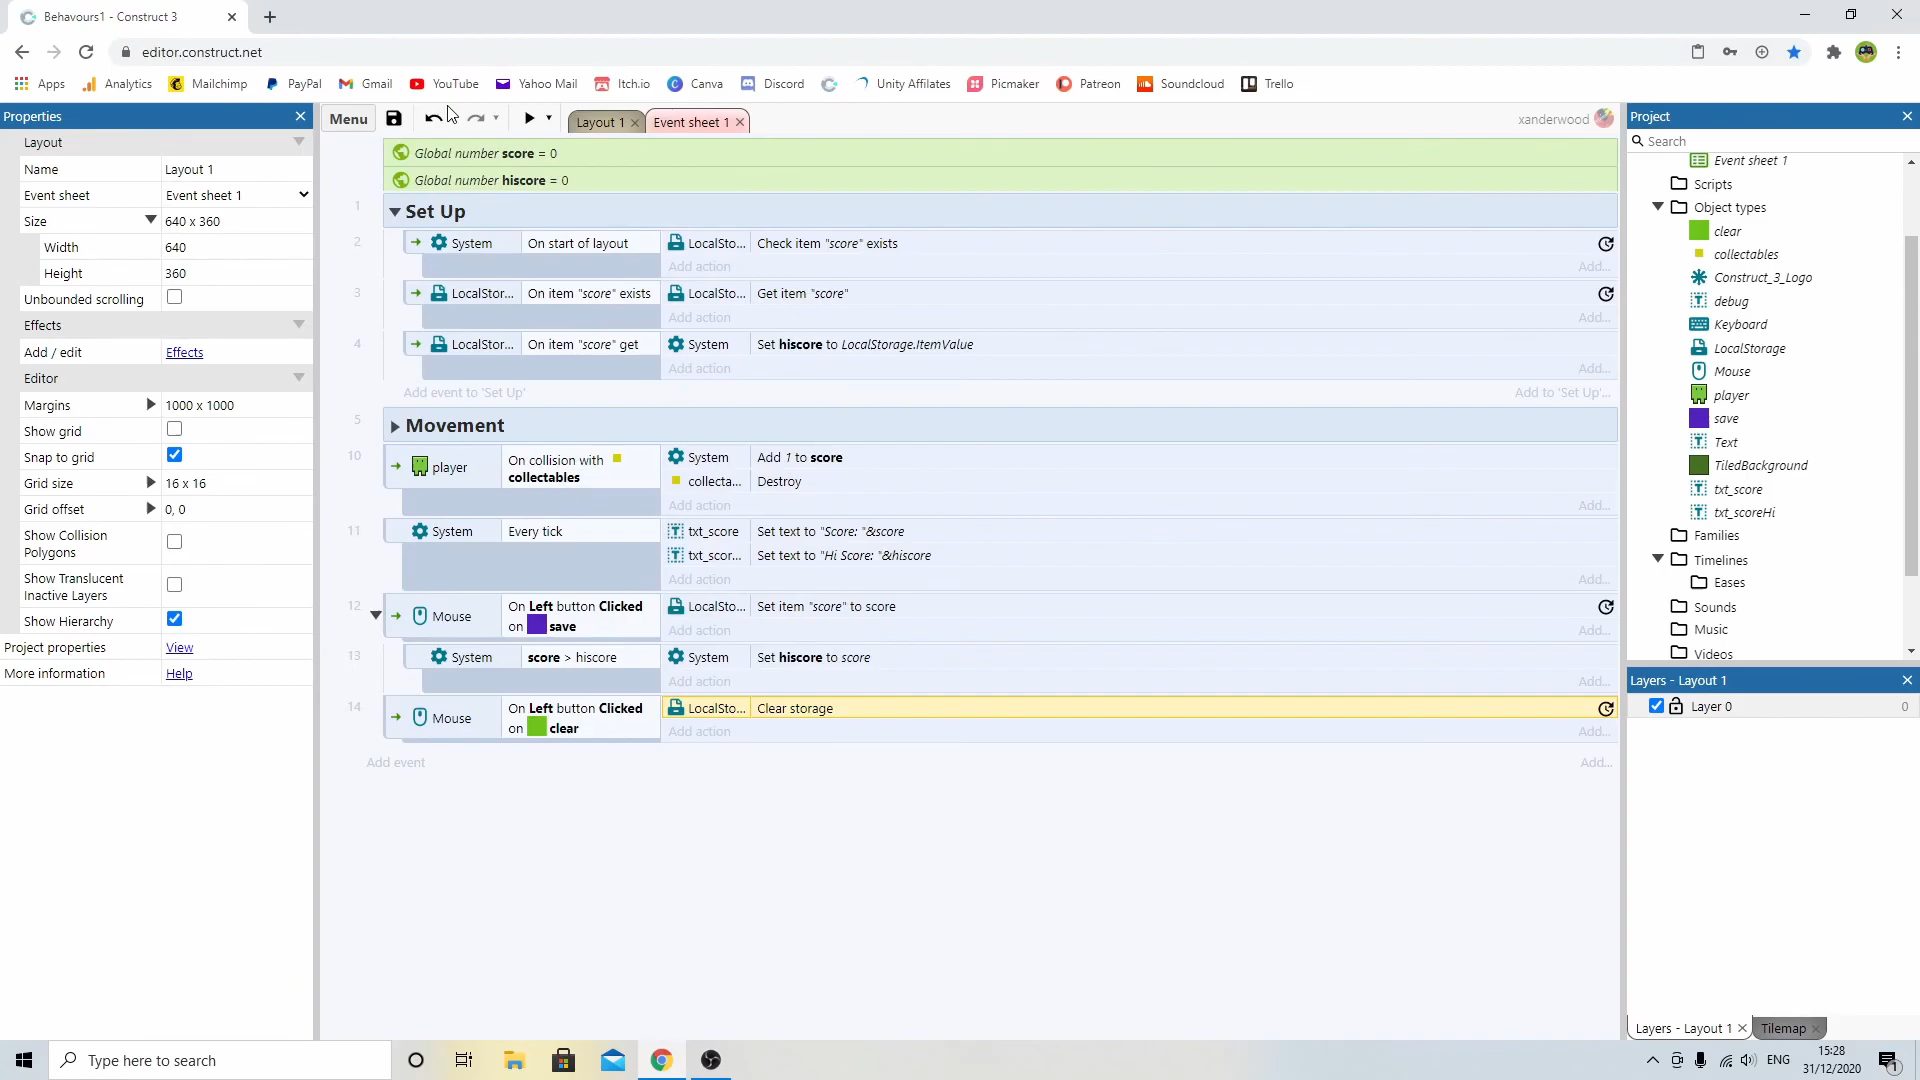 Behavours1 - Construct 3
editor.construct.net
Apps Analytics Mailchimp PayPal Gmail YouTube Yahoo Mail Itch.io Canva Discord Unity Affilates Picmaker Patreon Soundcloud Trello
Properties
Layout
Name Layout 1
Event sheet Event sheet 1
Size 640 x 360
Width 640
Height 360
Unbounded scrolling
Effects
Add / edit Effects
Editor
Margins 1000 x 1000
Show grid
Snap to grid
Grid size 16 x 16
Grid offset 0, 0
Show Collision
Polygons
Show Translucent
Inactive Layers
Show Hierarchy
Project properties View
More information Help
Menu
Layout 1 Event sheet 1
xanderwood
Global number score = 0
Global number hiscore = 0
1 Set Up
2 System On start of layout LocalSto... Check item "score" exists
Add action Add...
3 LocalStor... On item "score" exists LocalSto... Get item "score"
Add action Add...
4 LocalStor... On item "score" get System Set hiscore to LocalStorage.ItemValue
Add action Add...
Add event to 'Set Up' Add to 'Set Up'...
5 Movement
10 player On collision with collectables System Add 1 to score
collecta... Destroy
Add action Add...
11 System Every tick txt_score Set text to "Score: "&score
txt_scor... Set text to "Hi Score: "&hiscore
Add action Add...
12 Mouse On Left button Clicked on save LocalSto... Set item "score" to score
Add action Add...
13 System score > hiscore System Set hiscore to score
Add action Add...
14 Mouse On Left button Clicked on clear LocalSto... Clear storage
Add action Add...
Add event Add...
Project
Search
Event sheet 1
Scripts
Object types
clear
collectables
Construct_3_Logo
debug
Keyboard
LocalStorage
Mouse
player
save
Text
TiledBackground
txt_score
txt_scoreHi
Families
Timelines
Eases
Sounds
Music
Videos
Layers - Layout 1
Layer 0 0
Layers - Layout 1 Tilemap
Type here to search
ENG
15:28
31/12/2020
1